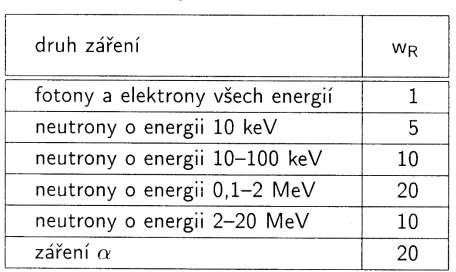 druh záření w_R
fotony a elektrony všech energií 1
neutrony o energii 10 keV 5
neutrony o energii 10–100 keV 10
neutrony o energii 0,1–2 MeV 20
neutrony o energii 2–20 MeV 10
záření α 20